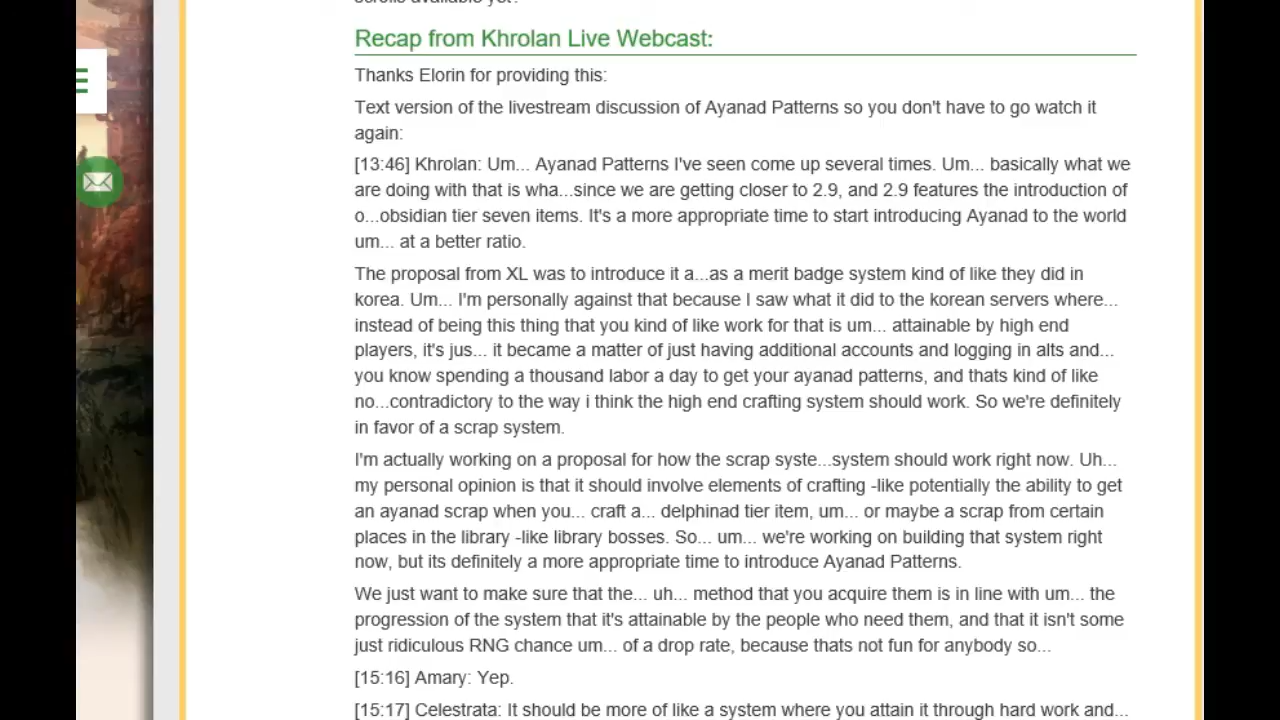 Recap from Khrolan Live Webcast:
Thanks Elorin for providing this:
Text version of the livestream discussion of Ayanad Patterns so you don't have to go watch it
again:
[13:46] Khrolan: Um... Ayanad Patterns I've seen come up several times. Um... basically what we
are doing with that is wha...since we are getting closer to 2.9, and 2.9 features the introduction of
o...obsidian tier seven items. It's a more appropriate time to start introducing Ayanad to the world
um... at a better ratio.
The proposal from XL was to introduce it a...as a merit badge system kind of like they did in
korea. Um... I'm personally against that because I saw what it did to the korean servers where...
instead of being this thing that you kind of like work for that is um... attainable by high end
players, it's jus... it became a matter of just having additional accounts and logging in alts and...
you know spending a thousand labor a day to get your ayanad patterns, and thats kind of like
no...contradictory to the way i think the high end crafting system should work. So we're definitely
in favor of a scrap system.
I'm actually working on a proposal for how the scrap syste...system should work right now. Uh...
my personal opinion is that it should involve elements of crafting -like potentially the ability to get
an ayanad scrap when you... craft a... delphinad tier item, um... or maybe a scrap from certain
places in the library -like library bosses. So... um... we're working on building that system right
now, but its definitely a more appropriate time to introduce Ayanad Patterns.
We just want to make sure that the... uh... method that you acquire them is in line with um... the
progression of the system that it's attainable by the people who need them, and that it isn't some
just ridiculous RNG chance um... of a drop rate, because thats not fun for anybody so...
[15:16] Amary: Yep.
[15:17] Celestrata: It should be more of like a system where you attain it through hard work and...